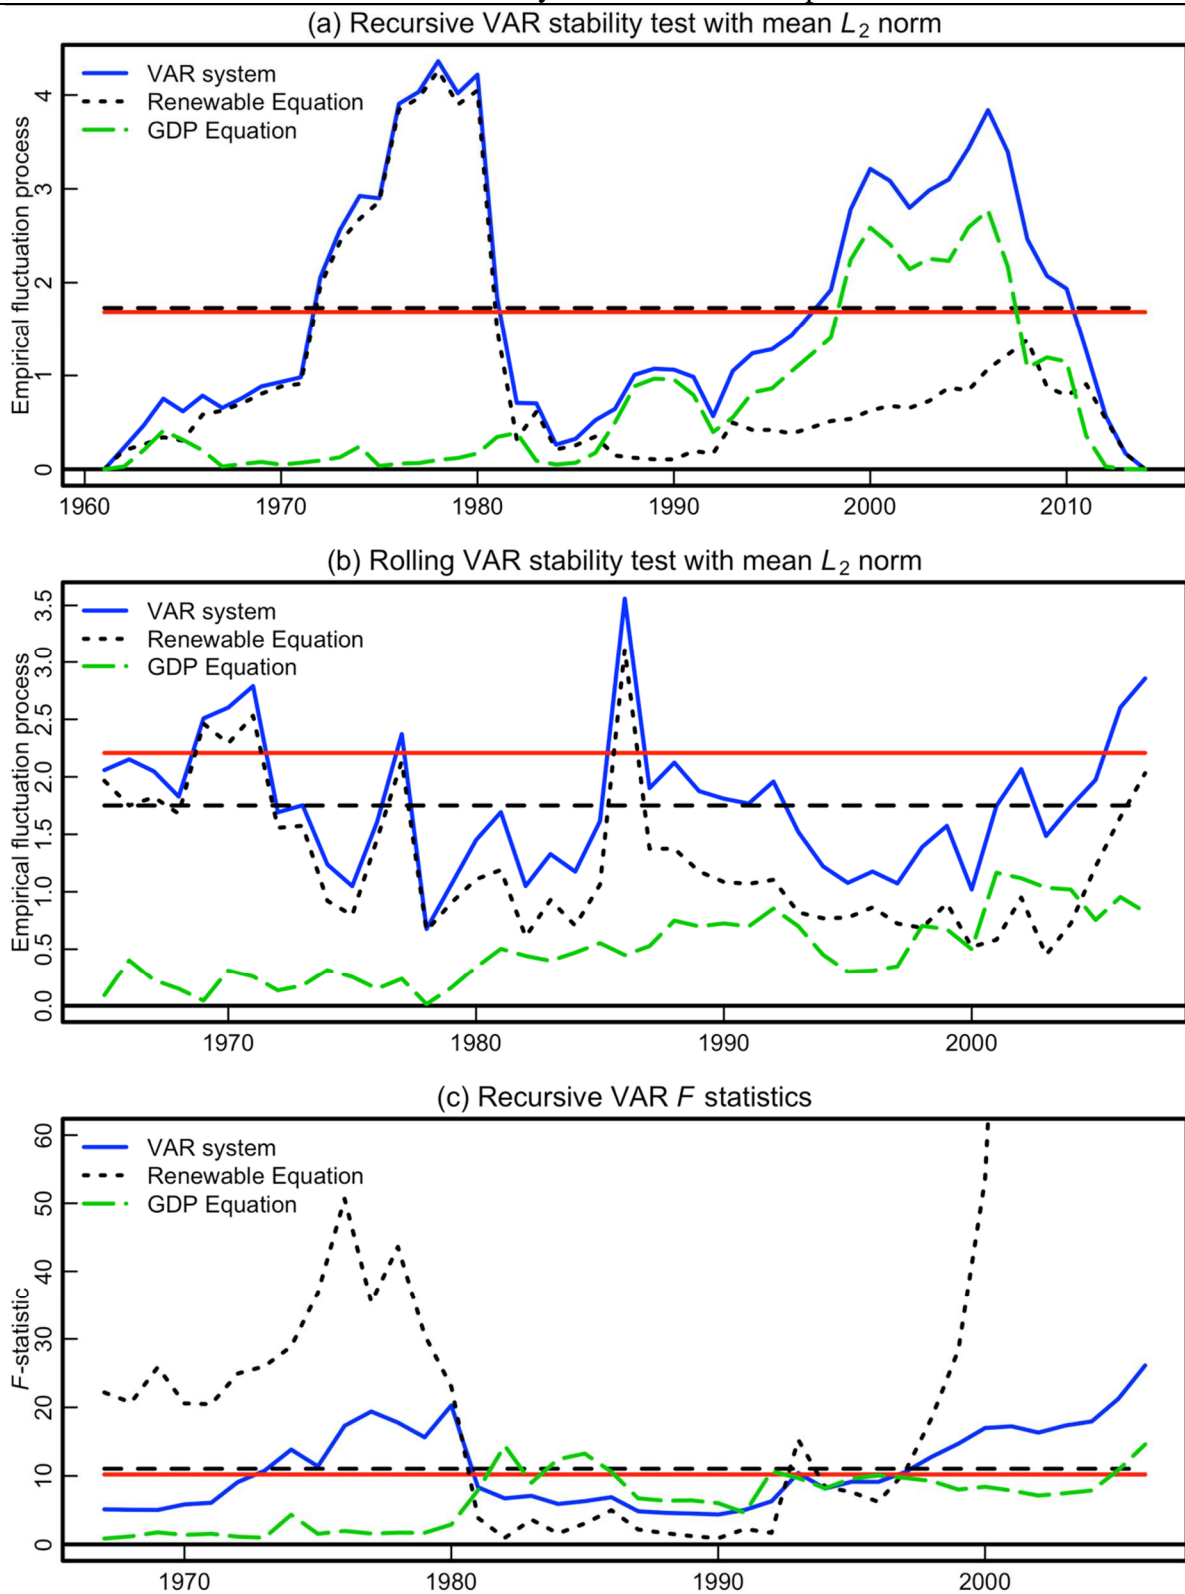 (a) Recursive VAR stability test with mean L2 norm
VAR system
Renewable Equation
GDP Equation
Empirical fluctuation process
4
3
2
1
0
1960 1970 1980 1990 2000 2010
(b) Rolling VAR stability test with mean L2 norm
VAR system
Renewable Equation
GDP Equation
Empirical fluctuation process
3.5
3.0
2.5
2.0
1.5
1.0
0.5
0.0
1970 1980 1990 2000
(c) Recursive VAR F statistics
VAR system
Renewable Equation
GDP Equation
F-statistic
60
50
40
30
20
10
0
1970 1980 1990 2000